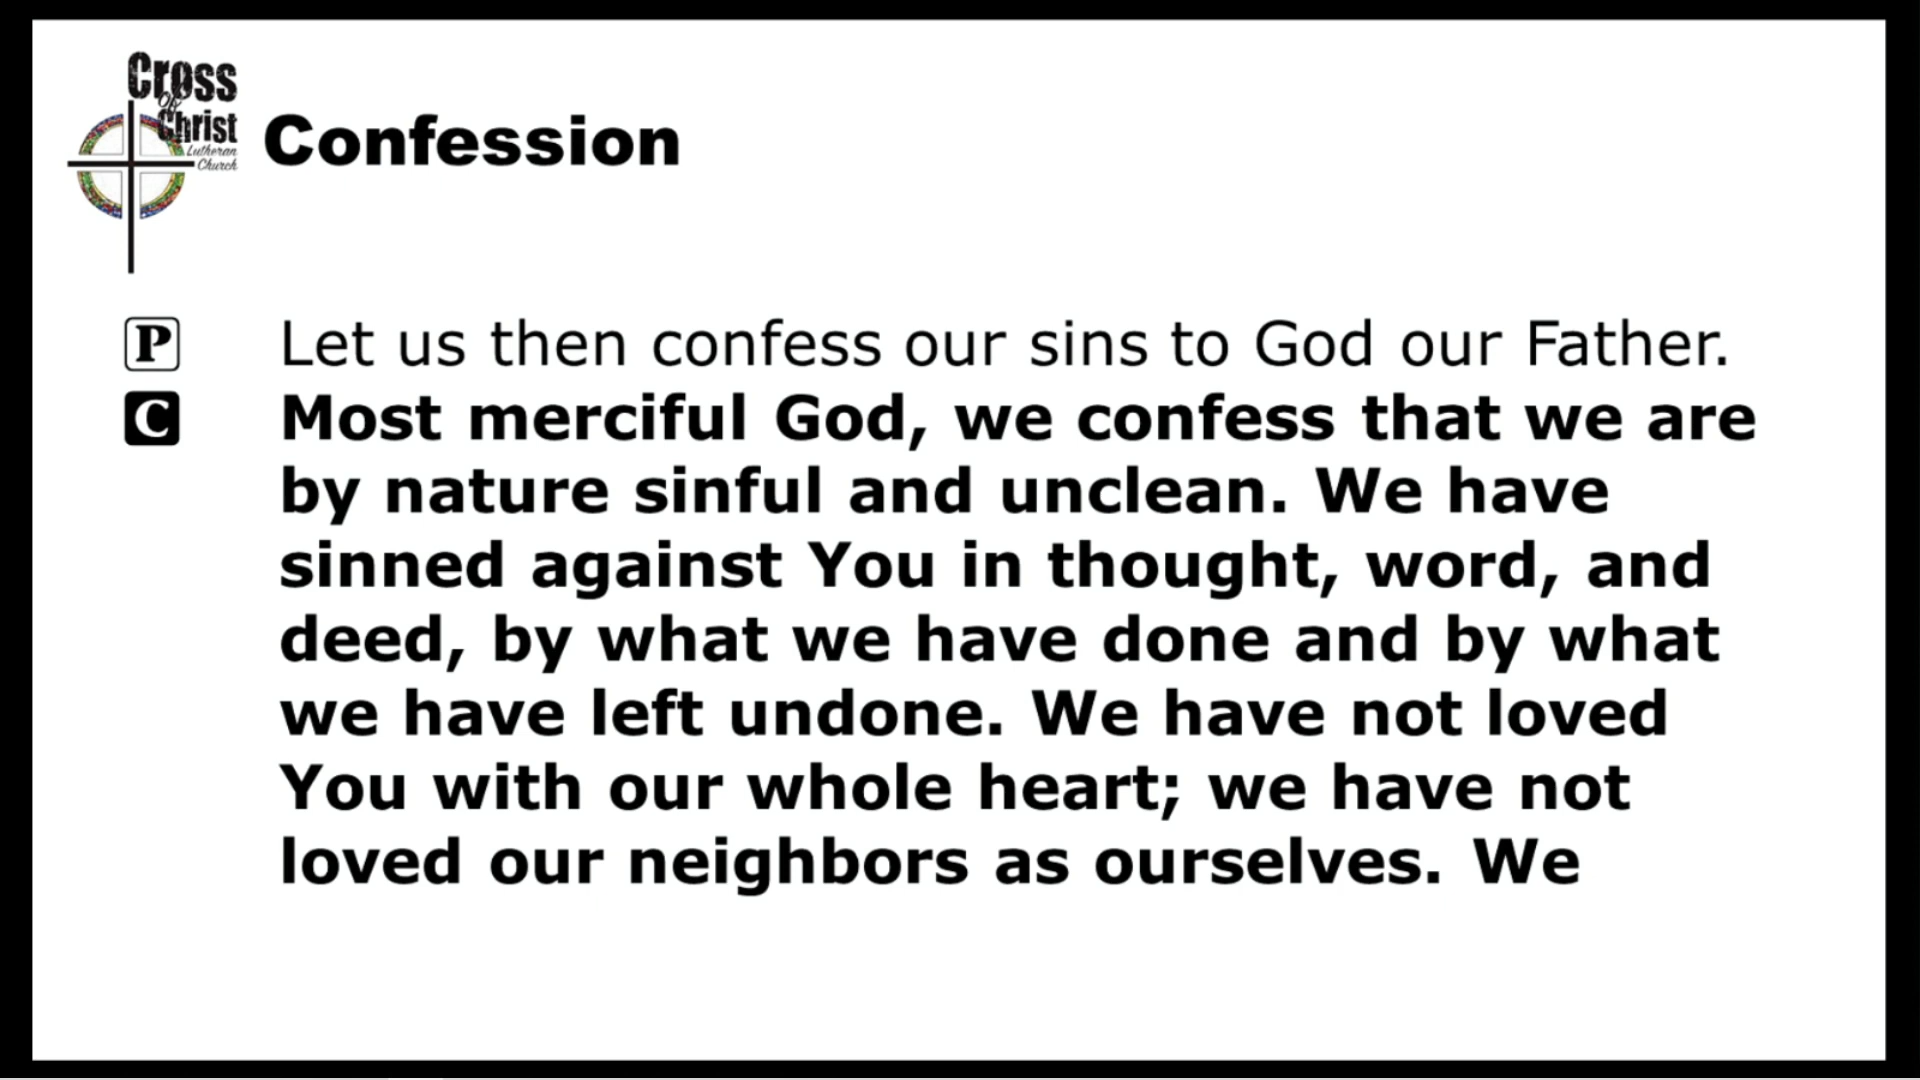 Cross
Of
Christ
Lutheran
Church
Confession
P Let us then confess our sins to God our Father.
C Most merciful God, we confess that we are
by nature sinful and unclean. We have
sinned against You in thought, word, and
deed, by what we have done and by what
we have left undone. We have not loved
You with our whole heart; we have not
loved our neighbors as ourselves. We